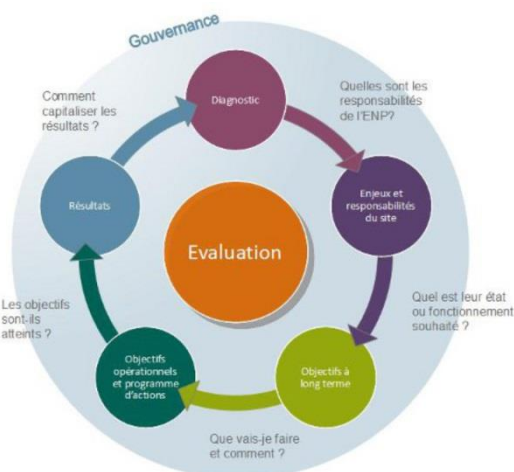 Gouvernance
Diagnostic
Quelles sont les
responsabilités
de l'ENP?
Enjeux et
responsabilités
du site
Quel est leur état
ou fonctionnement
souhaité ?
Objectifs à
long terme
Que vais-je faire
et comment ?
Objectifs
opérationnels
et programme
d'actions
Les objectifs
sont-ils
atteints ?
Résultats
Comment
capitaliser les
résultats ?
Evaluation